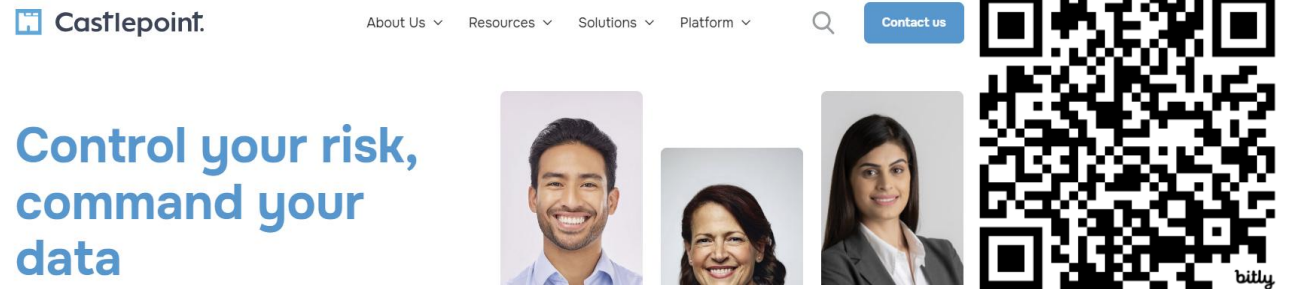 Castlepoint.
About Us
Resources
Solutions
Platform
Contact us
Control your risk,
command your
data
bitly